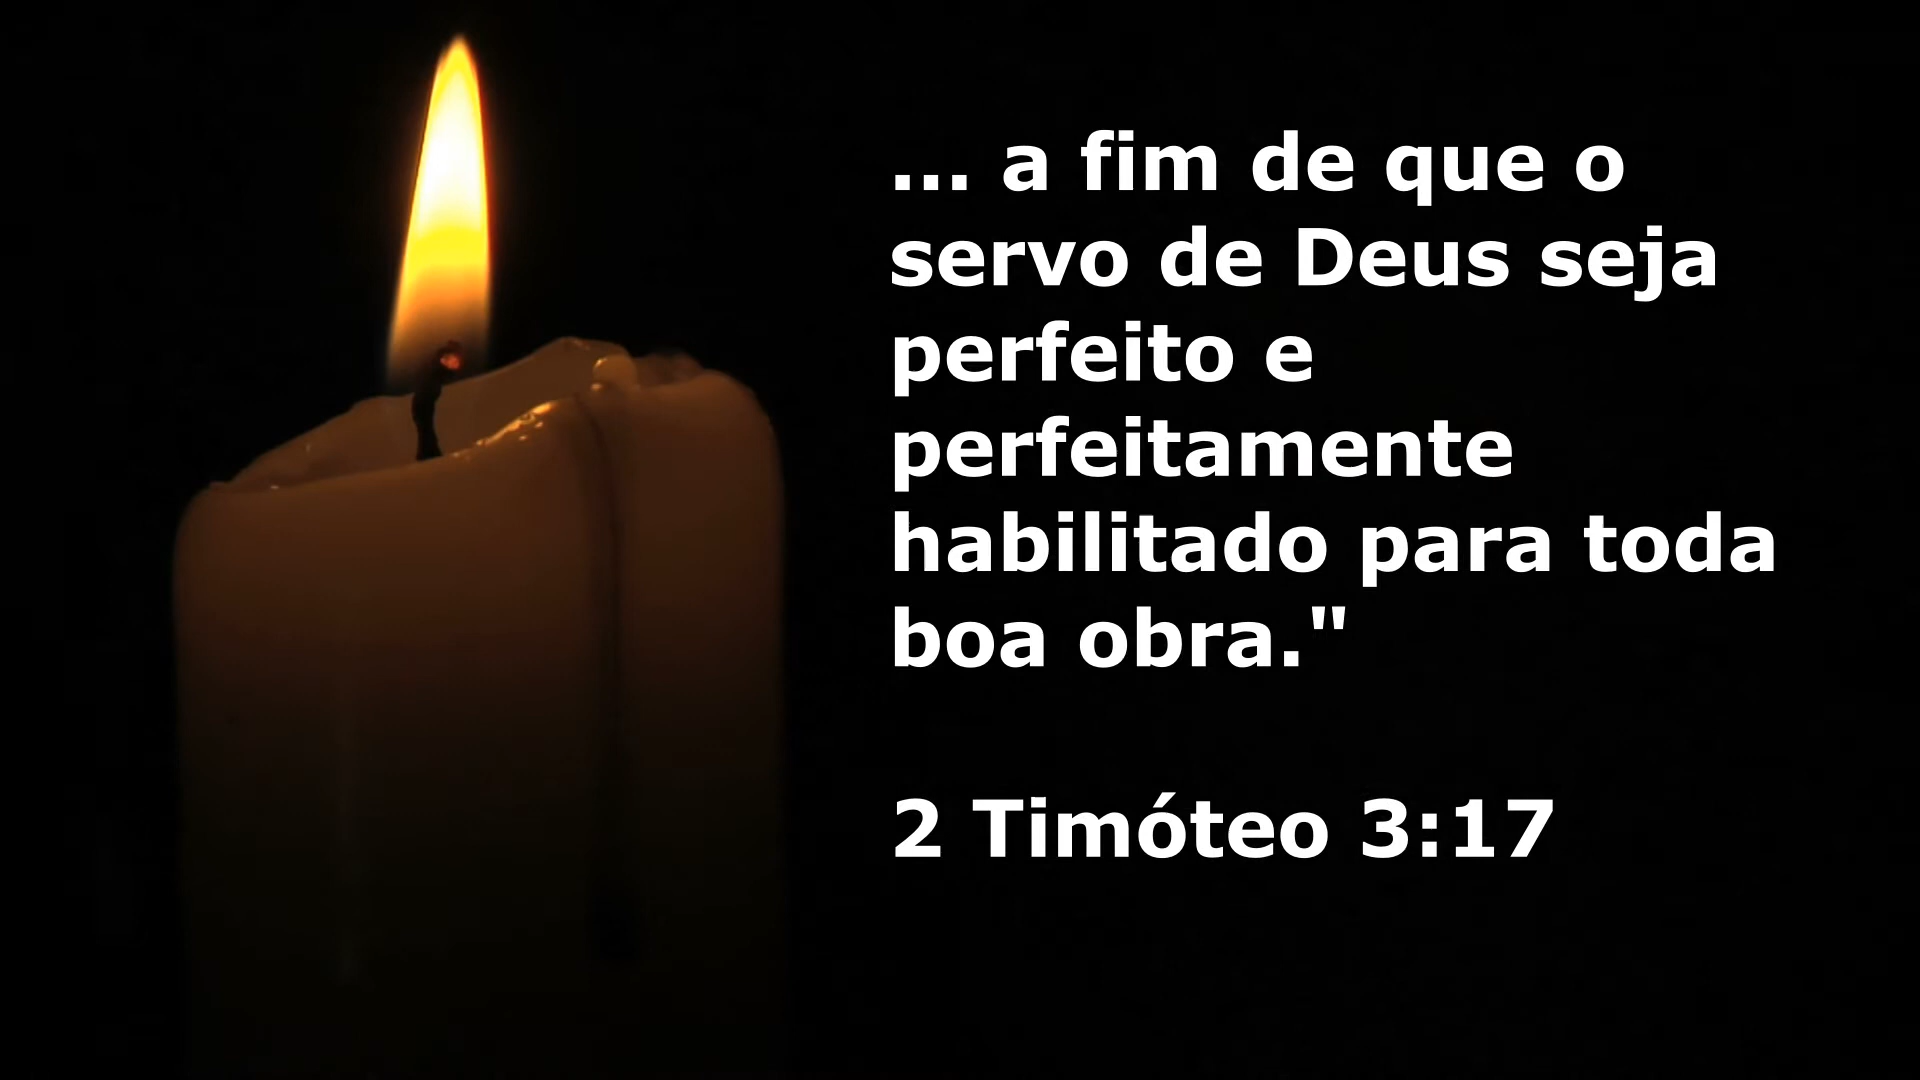 ... a fim de que o
servo de Deus seja
perfeito e
perfeitamente
habilitado para toda
boa obra."
2 Timóteo 3:17